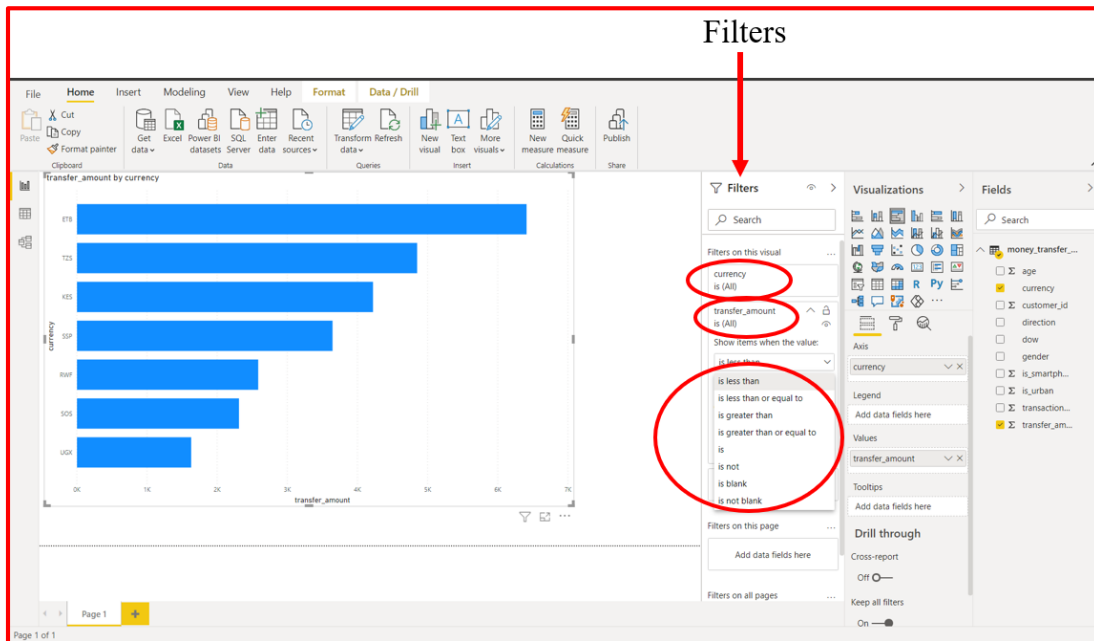 Filters
File Home Insert Modeling View Help Format Data / Drill
Paste
Cut
Copy
Format painter
Get data
Excel
Power BI datasets
SQL Server
Enter data
Recent sources
Transform data
Refresh
New visual
Text box
More visuals
New measure
Quick measure
Publish
Clipboard Data Queries Insert Calculations Share
transfer_amount by currency
ETB
TZS
KES
SSP
RWF
SOS
UGX
currency
0K 1K 2K 3K 4K 5K 6K 7K
transfer_amount
Filters
Search
Filters on this visual ...
currency
is (All)
transfer_amount
is (All)
Show items when the value:
is less than
is less than
is less than or equal to
is greater than
is greater than or equal to
is
is not
is blank
is not blank
Filters on this page ...
Add data fields here
Filters on all pages ...
Visualizations
R Py
...
Axis
currency
Legend
Add data fields here
Values
transfer_amount
Tooltips
Add data fields here
Drill through
Cross-report
Off
Keep all filters
On
Fields
Search
money_transfer_...
Σ age
currency
Σ customer_id
direction
dow
gender
Σ is_smartph...
Σ is_urban
Σ transaction...
Σ transfer_am...
Page 1 +
Page 1 of 1